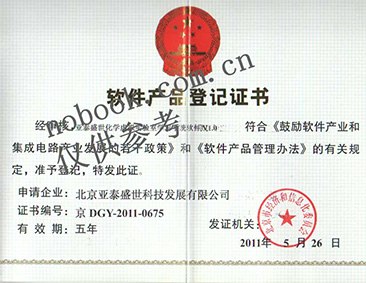 软件产品登记证书
nobook.com.cn
仅供参考
经审核,亚泰盛世化学 V1.0 符合《鼓励软件产业和
集成电路产业发展的若干政策》和《软件产品管理办法》的有关规
定,准予登记,特发此证。
申请企业:北京亚泰盛世科技发展有限公司
证书编号:京 DGY-2011-0675
有 效 期:五年
发证机关:
北京市经济和信息化委员会
2011年 5 月 26 日